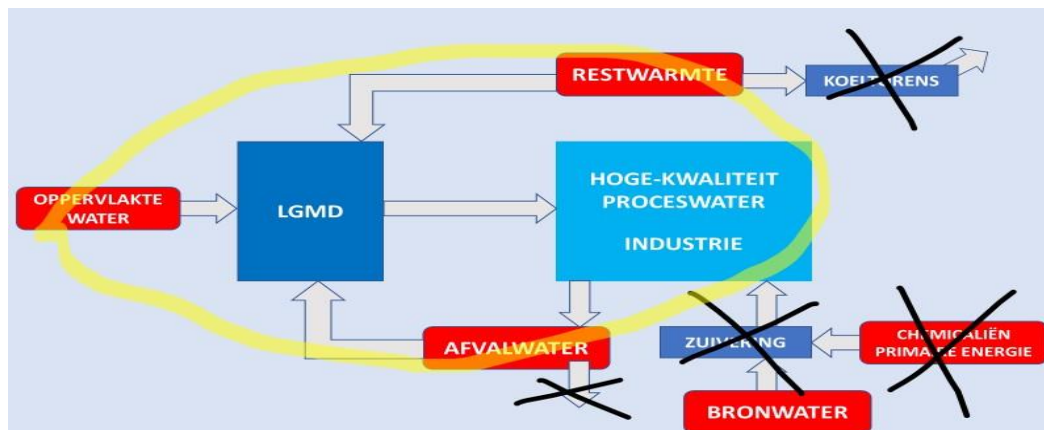 RESTWARMTE
KOELTORENS
OPPERVLAKTE
WATER
LGMD
HOGE-KWALITEIT
PROCESWATER
INDUSTRIE
AFVALWATER
ZUIVERING
CHEMICALIËN
PRIMAIRE ENERGIE
BRONWATER